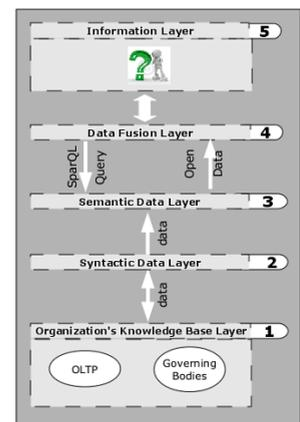 Information Layer 5
?
Data Fusion Layer 4
SparQL
Query
Open
Data
Semantic Data Layer 3
data
Syntactic Data Layer 2
data
Organization's Knowledge Base Layer 1
OLTP
Governing
Bodies